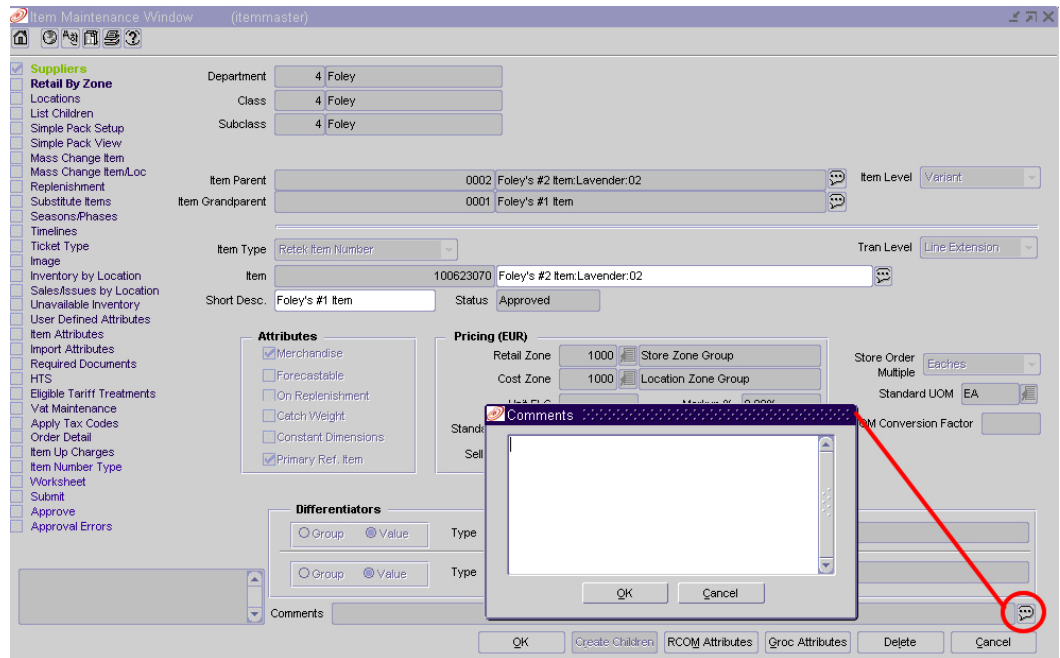 Item Maintenance Window (itemmaster)
Suppliers
Retail By Zone
Locations
List Children
Simple Pack Setup
Simple Pack View
Mass Change Item
Mass Change Item/Loc
Replenishment
Substitute Items
Seasons/Phases
Timelines
Ticket Type
Image
Inventory by Location
Sales/Issues by Location
Unavailable Inventory
User Defined Attributes
Item Attributes
Import Attributes
Required Documents
HTS
Eligible Tariff Treatments
Vat Maintenance
Apply Tax Codes
Order Detail
Item Up Charges
Item Number Type
Worksheet
Submit
Approve
Approval Errors
Department 4 Foley
Class 4 Foley
Subclass 4 Foley
Item Parent 0002 Foley's #2 Item:Lavender:02 Item Level Variant
Item Grandparent 0001 Foley's #1 Item
Item Type Retek Item Number Tran Level Line Extension
Item 100623070 Foley's #2 Item:Lavender:02
Short Desc. Foley's #1 Item Status Approved
Attributes
Merchandise
Forecastable
On Replenishment
Catch Weight
Constant Dimensions
Primary Ref. Item
Pricing (EUR)
Retail Zone 1000 Store Zone Group
Cost Zone 1000 Location Zone Group
Store Order Multiple Eaches
Standard UOM EA
Conversion Factor
Sell
Comments
OK Cancel
Differentiators
Group Value Type
Group Value Type
Comments
OK Create Children RCOM Attributes Groc Attributes Delete Cancel